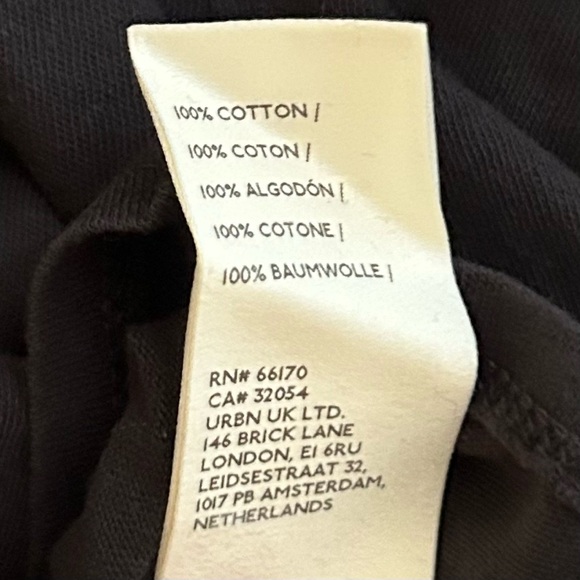 100% COTTON /
100% COTON /
100% ALGODÓN /
100% COTONE /
100% BAUMWOLLE /
RN# 66170
CA# 32054
URBN UK LTD.
146 BRICK LANE
LONDON, E1 6RU
LEIDSESTRAAT 32,
1017 PB AMSTERDAM,
NETHERLANDS